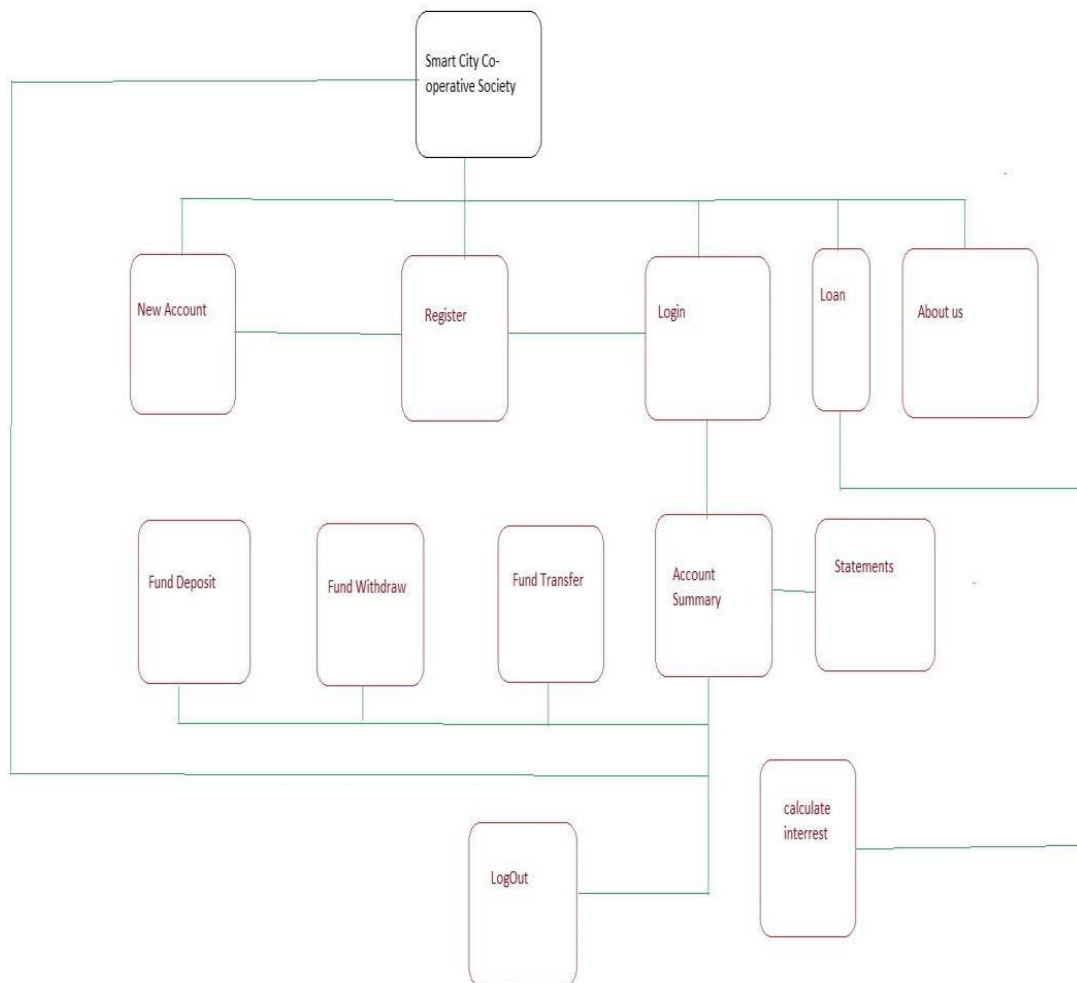 Smart City Co-
operative Society
New Account
Register
Login
Loan
About us
Fund Deposit
Fund Withdraw
Fund Transfer
Account
Summary
Statements
calculate
interrest
LogOut